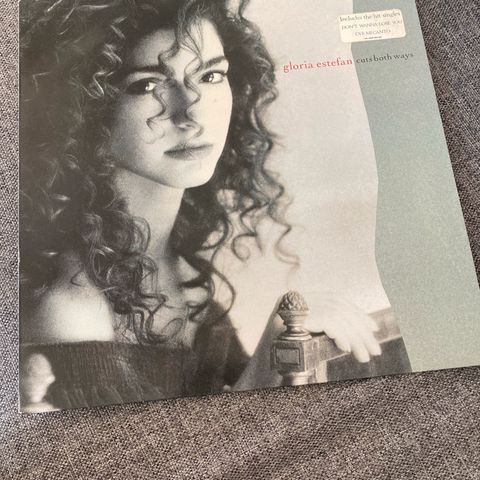 Includes the hit singles
DON'T WANNA LOSE YOU
OYE MI CANTO
gloria estefan cuts both ways